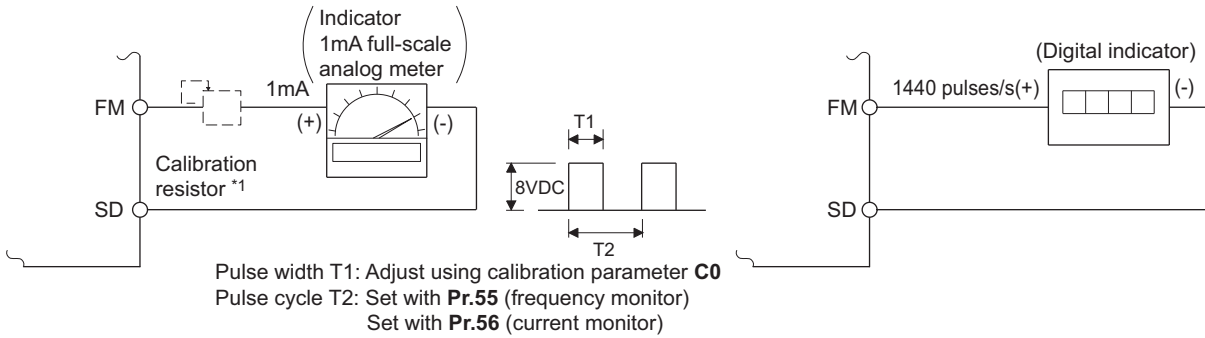 Indicator
1mA full-scale
analog meter
FM
1mA
(+)
(-)
Calibration
resistor *1
SD
T1
8VDC
T2
Pulse width T1: Adjust using calibration parameter C0
Pulse cycle T2: Set with Pr.55 (frequency monitor)
Set with Pr.56 (current monitor)
(Digital indicator)
FM
1440 pulses/s(+)
(-)
SD